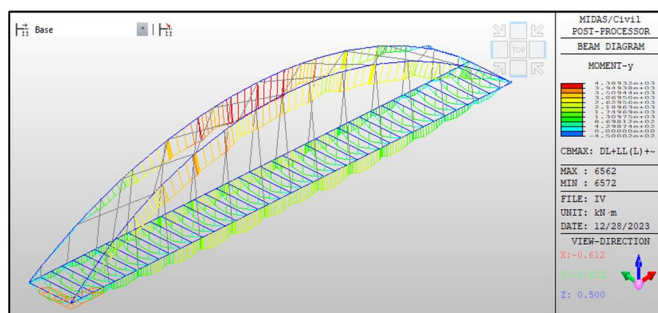 Base
TOP
MIDAS/Civil
POST-PROCESSOR
BEAM DIAGRAM
MOMENT-y
4.38932e+03
3.94938e+03
3.50944e+03
3.06950e+03
2.62956e+03
2.18963e+03
1.74969e+03
1.30975e+03
8.69812e+02
4.29874e+02
0.00000e+00
CBMAX: DL+LL(L)+~
MAX : 6562
MIN : 6572
FILE: IV
UNIT: kN·m
DATE: 12/28/2023
VIEW-DIRECTION
X:-0.612
Z: 0.500